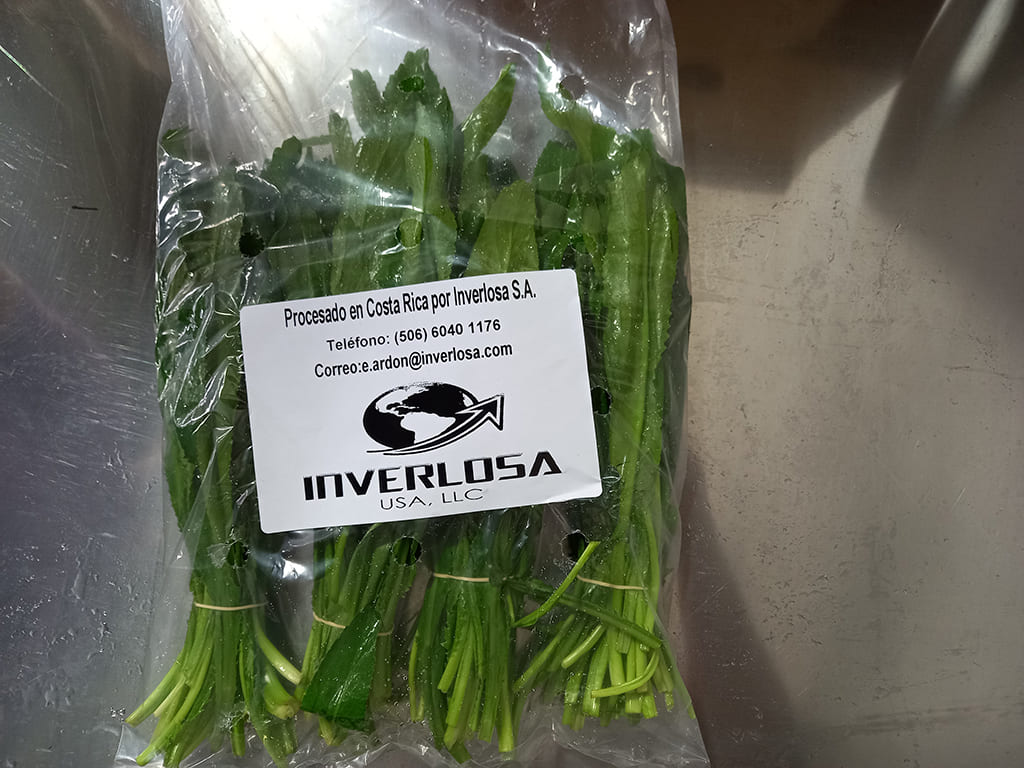 Procesado en Costa Rica por Inverlosa S.A.
Teléfono: (506) 6040 1176
Correo:e.ardon@inverlosa.com
INVERLOSA
USA, LLC